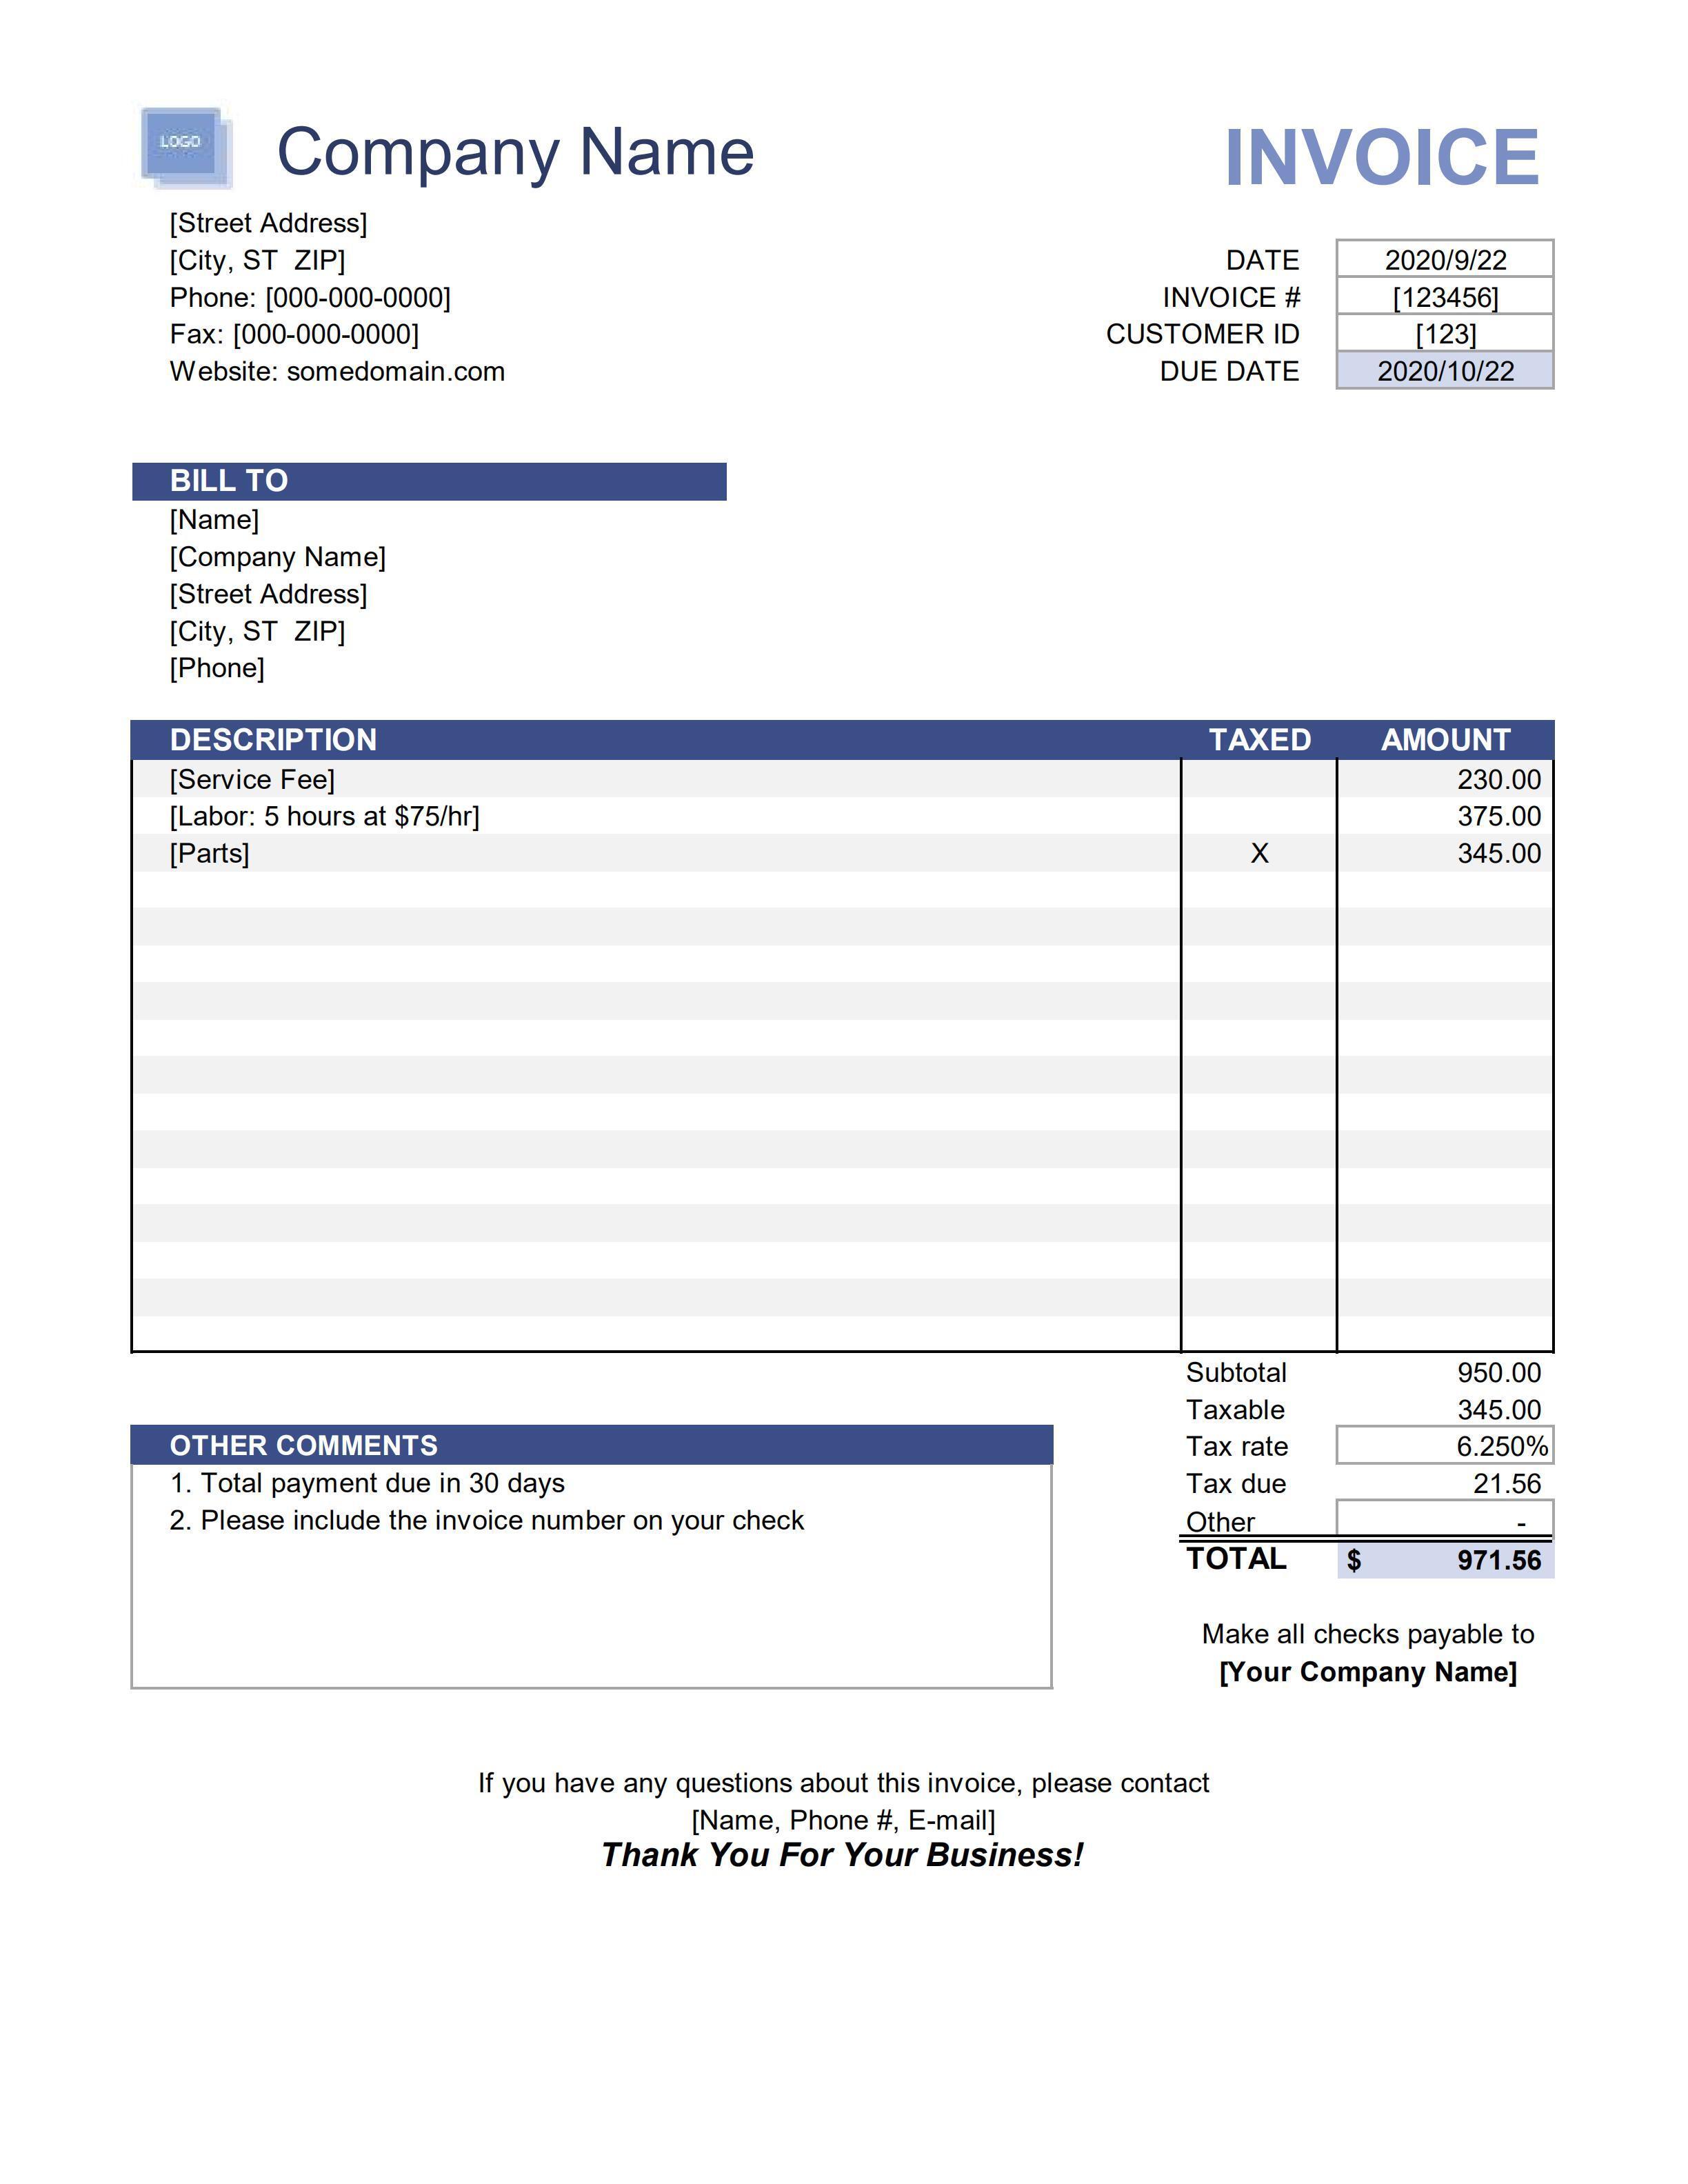 LOGO
Company Name
INVOICE
[Street Address]
[City, ST  ZIP]
DATE 2020/9/22
Phone: [000-000-0000]
INVOICE # [123456]
Fax: [000-000-0000]
CUSTOMER ID [123]
Website: somedomain.com
DUE DATE 2020/10/22
BILL TO
[Name]
[Company Name]
[Street Address]
[City, ST  ZIP]
[Phone]
DESCRIPTION TAXED AMOUNT
[Service Fee] 230.00
[Labor: 5 hours at $75/hr] 375.00
[Parts] X 345.00
Subtotal 950.00
Taxable 345.00
OTHER COMMENTS
Tax rate 6.250%
1. Total payment due in 30 days
Tax due 21.56
2. Please include the invoice number on your check
Other -
TOTAL $ 971.56
Make all checks payable to
[Your Company Name]
If you have any questions about this invoice, please contact
[Name, Phone #, E-mail]
Thank You For Your Business!